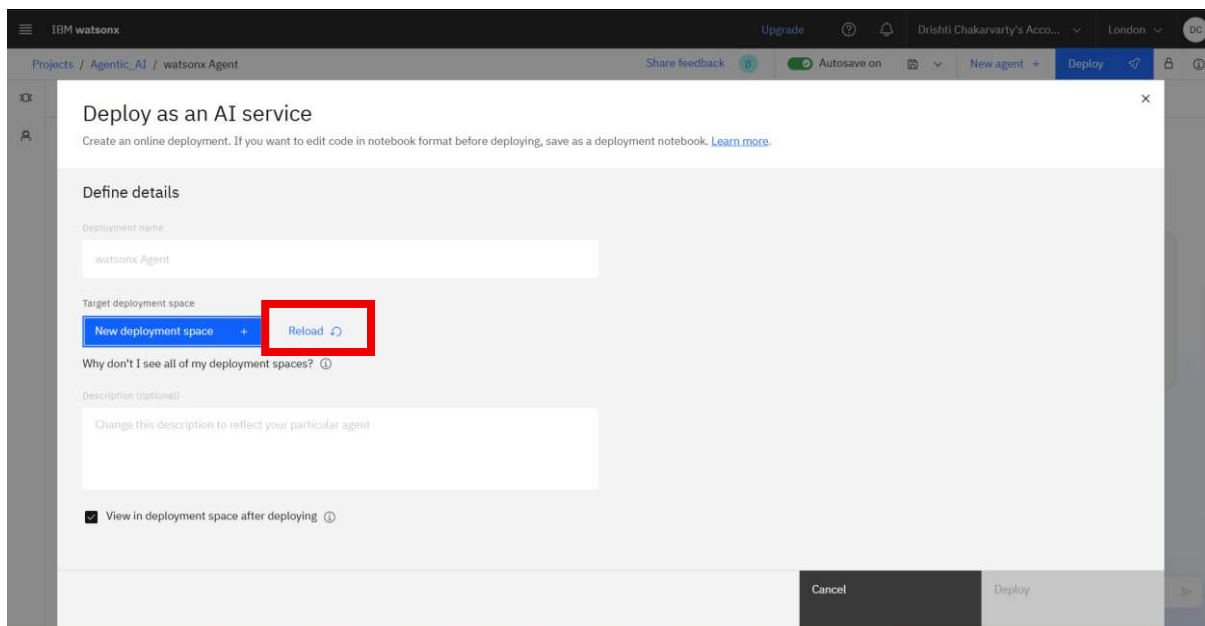 IBM watsonx Upgrade Drishti Chakarvarty's Acco... London DC
Projects / Agentic_AI / watsonx Agent Share feedback 8 Autosave on New agent + Deploy
Deploy as an AI service
Create an online deployment. If you want to edit code in notebook format before deploying, save as a deployment notebook. Learn more.
Define details
Deployment name
watsonx Agent
Target deployment space
New deployment space + Reload
Why don't I see all of my deployment spaces?
Description (optional)
Change this description to reflect your particular agent
View in deployment space after deploying
Cancel Deploy